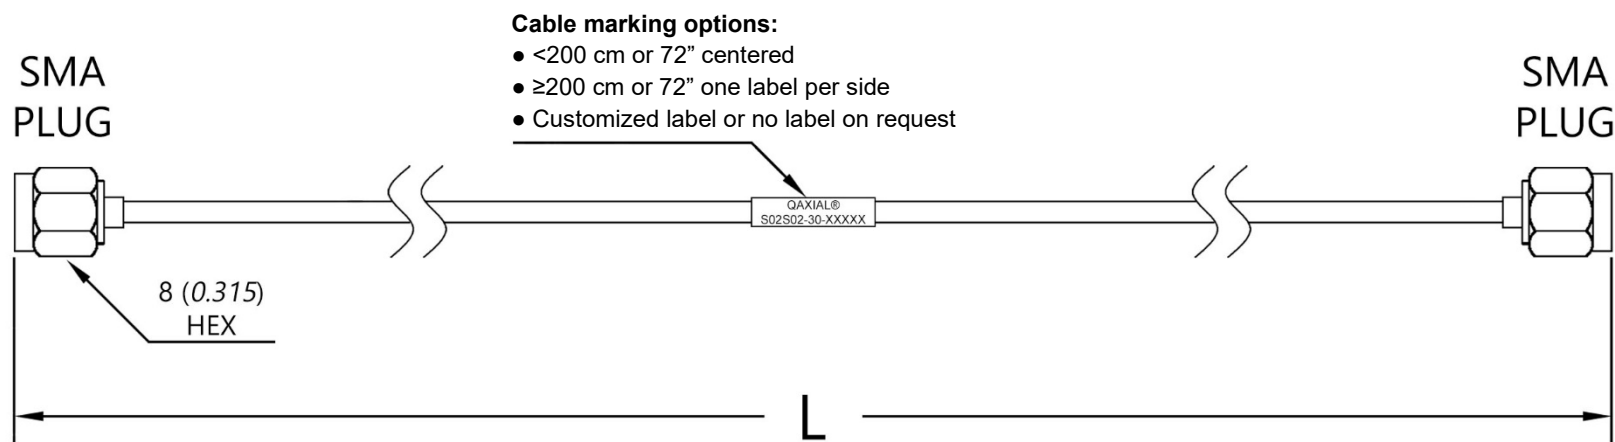 Cable marking options:
● <200 cm or 72” centered
● ≥200 cm or 72” one label per side
● Customized label or no label on request
SMA
PLUG
SMA
PLUG
QAXIAL®
S02S02-30-XXXXX
8 (0.315)
HEX
L